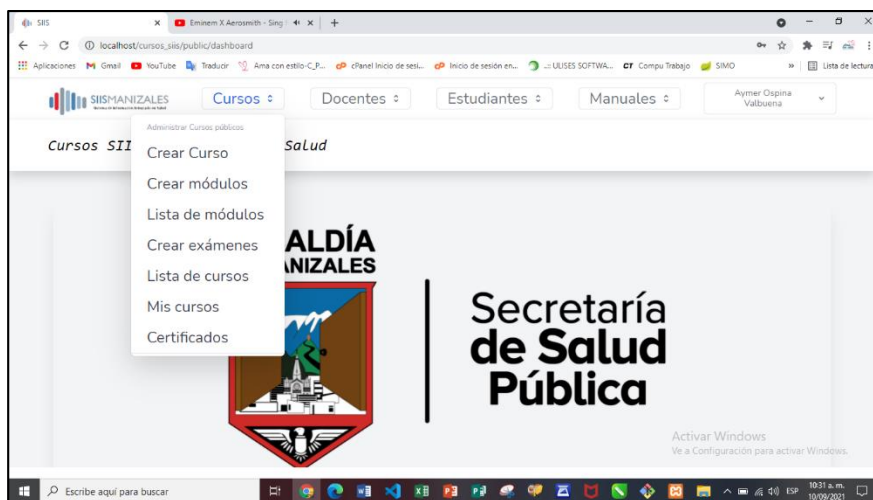 SIIS
Eminem X Aerosmith - Sing
localhost/cursos_siis/public/dashboard
Aplicaciones Gmail YouTube Traducir Ama con estilo-C_P... cPanel Inicio de sesi... Inicio de sesión en... ..:: ULISES SOFTWA... CT Compu Trabajo SIMO » Lista de lectura
SIISMANIZALES Cursos Docentes Estudiantes Manuales Aymer Ospina
Valbuena
Administrar Cursos públicos
Cursos SII Salud
Crear Curso
Crear módulos
Lista de módulos
Crear exámenes
Lista de cursos
Mis cursos
Certificados
ALDÍA
NIZALES
Secretaría
de Salud
Pública
Activar Windows
Ve a Configuración para activar Windows.
Escribe aquí para buscar
ESP
10:31 a. m.
10/09/2021